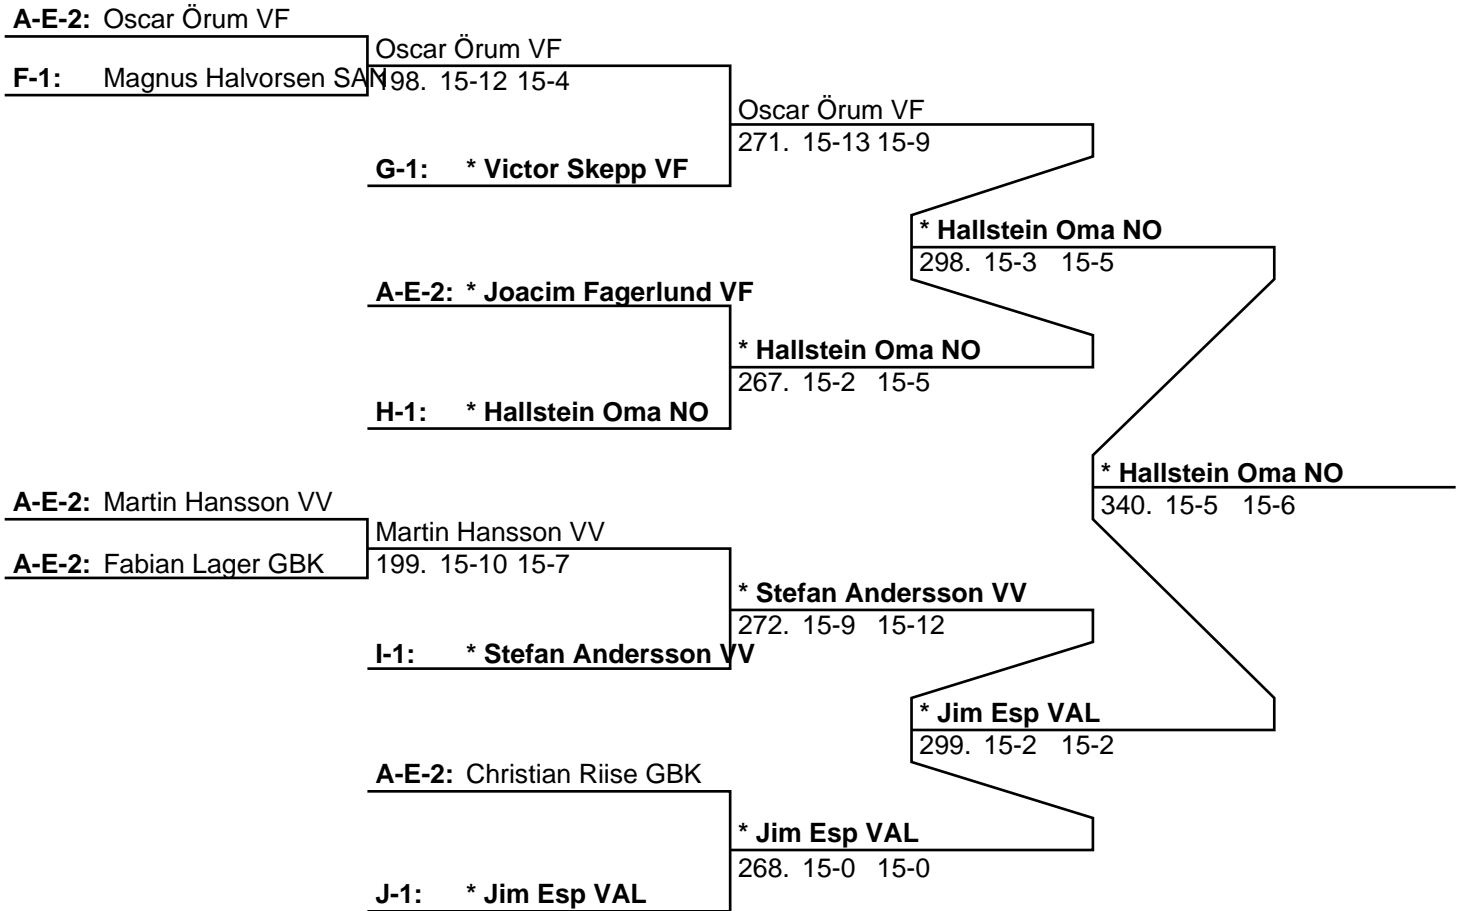 A-E-2: Oscar Örum VF
Oscar Örum VF
F-1: Magnus Halvorsen SAN
198. 15-12 15-4
Oscar Örum VF
271. 15-13 15-9
G-1: * Victor Skepp VF
* Hallstein Oma NO
298. 15-3 15-5
A-E-2: * Joacim Fagerlund VF
* Hallstein Oma NO
267. 15-2 15-5
H-1: * Hallstein Oma NO
* Hallstein Oma NO
340. 15-5 15-6
A-E-2: Martin Hansson VV
Martin Hansson VV
A-E-2: Fabian Lager GBK
199. 15-10 15-7
* Stefan Andersson VV
272. 15-9 15-12
I-1: * Stefan Andersson VV
* Jim Esp VAL
299. 15-2 15-2
A-E-2: Christian Riise GBK
* Jim Esp VAL
268. 15-0 15-0
J-1: * Jim Esp VAL